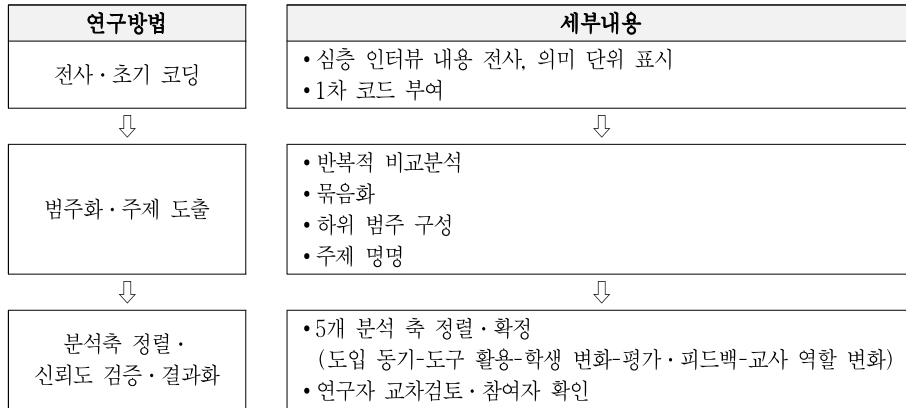 연구방법
세부내용
전사·초기 코딩
• 심층 인터뷰 내용 전사, 의미 단위 표시
• 1차 코드 부여
⇩
⇩
범주화·주제 도출
• 반복적 비교분석
• 묶음화
• 하위 범주 구성
• 주제 명명
⇩
⇩
분석축 정렬·
신뢰도 검증·결과화
• 5개 분석 축 정렬·확정
(도입 동기-도구 활용-학생 변화-평가·피드백-교사 역할 변화)
• 연구자 교차검토·참여자 확인